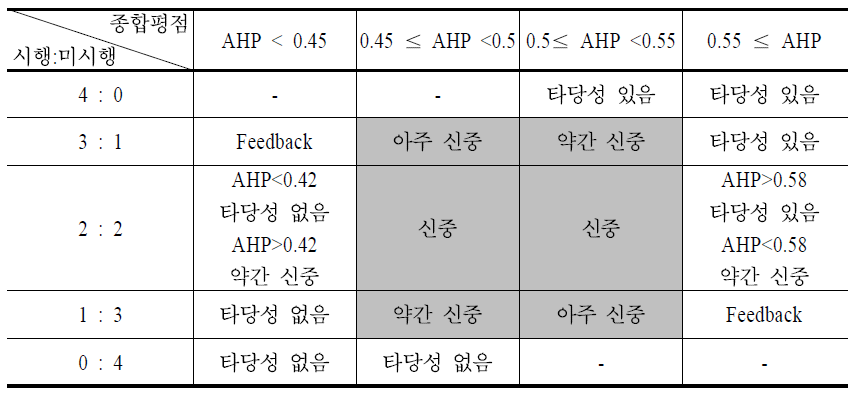 종합평점
시행:미시행
AHP < 0.45
0.45 ≤ AHP <0.5
0.5≤ AHP <0.55
0.55 ≤ AHP
4 : 0
-
-
타당성 있음
타당성 있음
3 : 1
Feedback
아주 신중
약간 신중
타당성 있음
2 : 2
AHP<0.42
타당성 없음
AHP>0.42
약간 신중
신중
신중
AHP>0.58
타당성 있음
AHP<0.58
약간 신중
1 : 3
타당성 없음
약간 신중
아주 신중
Feedback
0 : 4
타당성 없음
타당성 없음
-
-